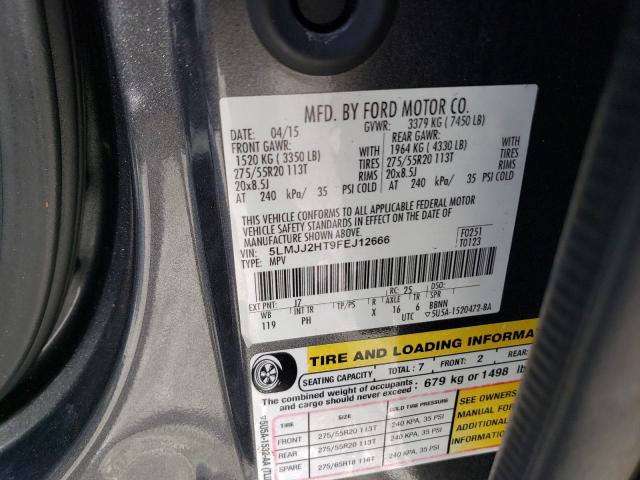 MFD. BY FORD MOTOR CO.
DATE: 04/15 GVWR: 3379 KG ( 7450 LB)
FRONT GAWR: REAR GAWR:
1520 KG ( 3350 LB) WITH 1964 KG ( 4330 LB) WITH
275/55R20 113T TIRES 275/55R20 113T TIRES
20x8.5J RIMS 20x8.5J RIMS
AT 240 kPa/ 35 PSI COLD AT 240 kPa/ 35 PSI COLD
THIS VEHICLE CONFORMS TO ALL APPLICABLE FEDERAL MOTOR
VEHICLE SAFETY STANDARDS IN EFFECT ON THE DATE OF
MANUFACTURE SHOWN ABOVE.
VIN: 5LMJJ2HT9FEJ12666 F0251
TYPE: MPV T0123
RC: 25 DSO:
EXT PNT: 17
WB INT TR TP/PS R AXLE TR SPR
119 PH X 16 6 BBNN
UTC ▽5U5A-1520472-BA
TIRE AND LOADING INFORMAT
SEATING CAPACITY TOTAL : 7 FRONT: 2 REAR:
The combined weight of occupants and cargo should never exceed : 679 kg or 1498 lb
TIRE SIZE COLD TIRE PRESSURE
FRONT 275/55R20 113T 240 KPA, 35 PSI
REAR 275/55R20 113T 240 KPA, 35 PSI
SPARE 275/65R18 116T 240 KPA, 35 PSI
SEE OWNERS
MANUAL FOR
ADDITIONAL
INFORMATIO